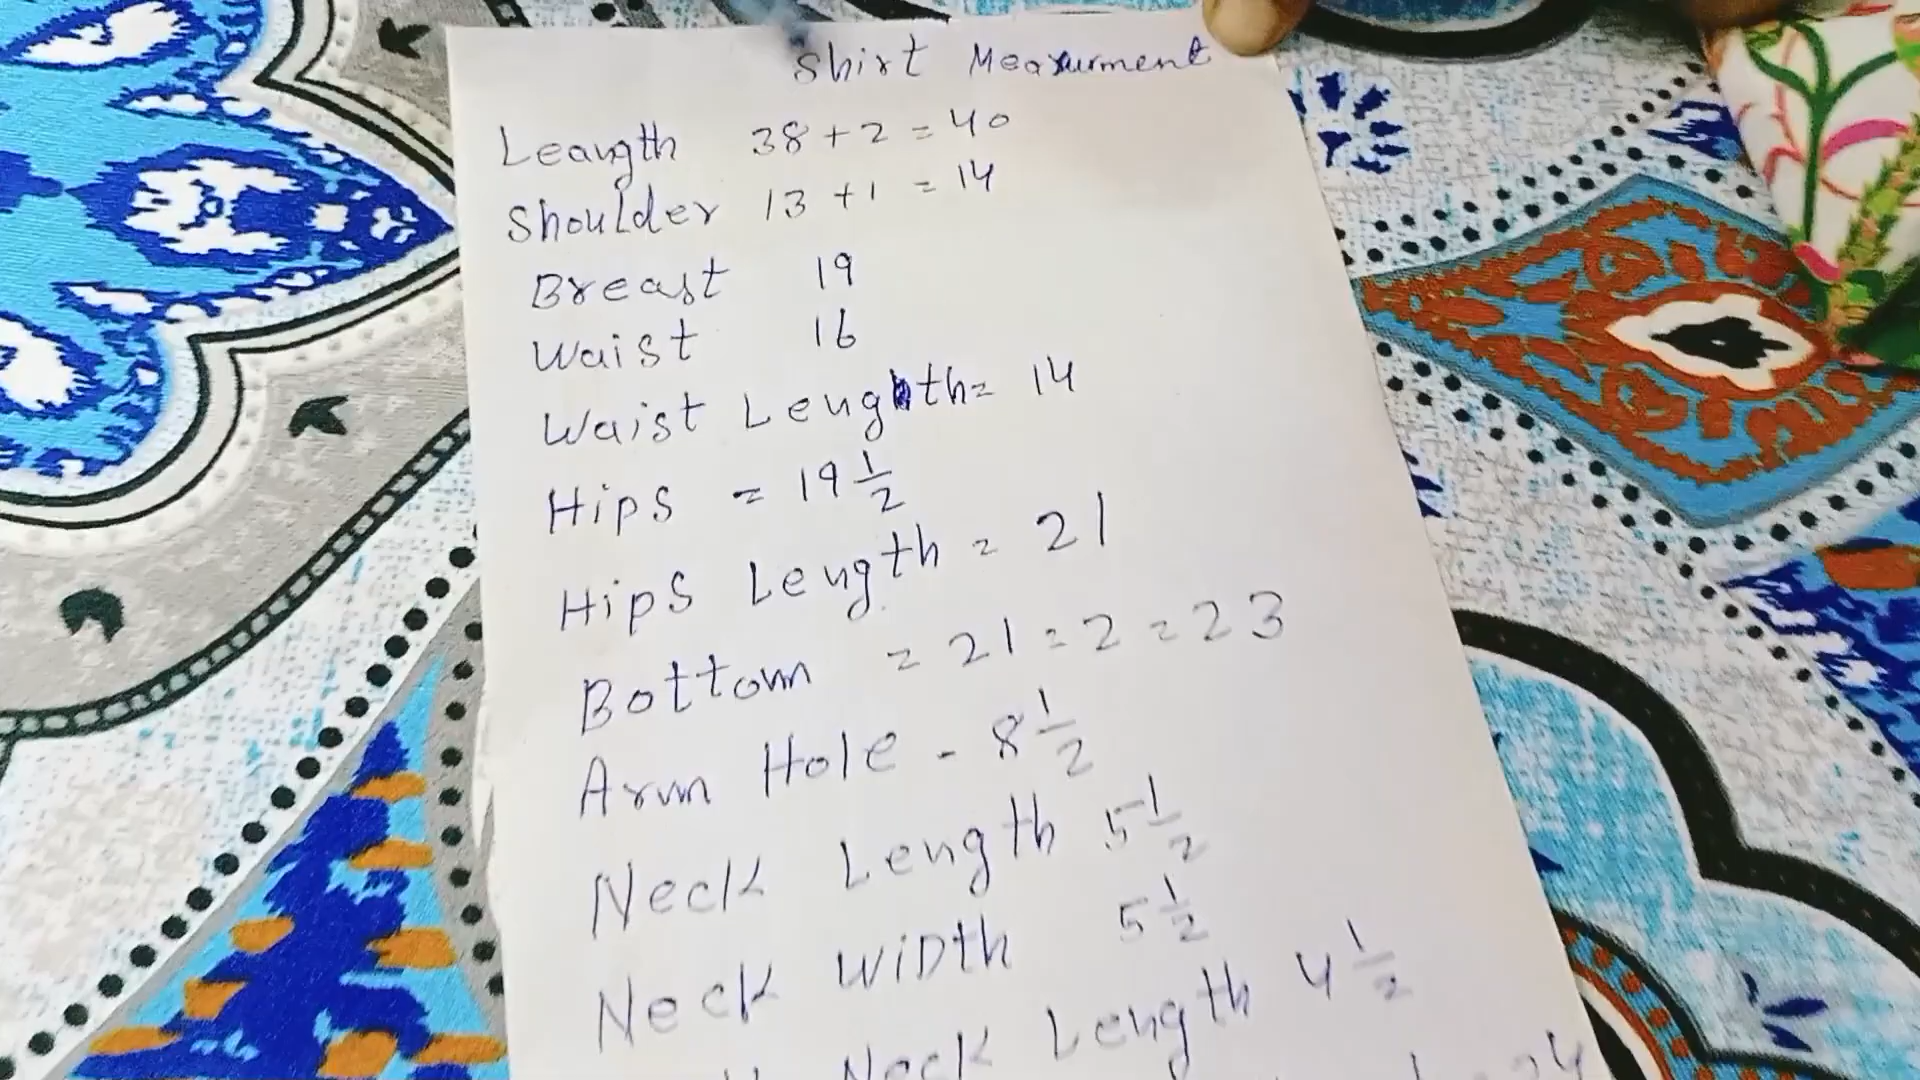 Shirt Measurment
Leangth 38+2=40
Shoulder 13+1=14
Breast 19
Waist 16
Waist Length= 14
Hips = 19 1/2
Hips Length = 21
Bottom = 21=2=23
Arm Hole - 8 1/2
Neck Length 5 1/2
Neck WiDth 5 1/2
Neck Length 4 1/2